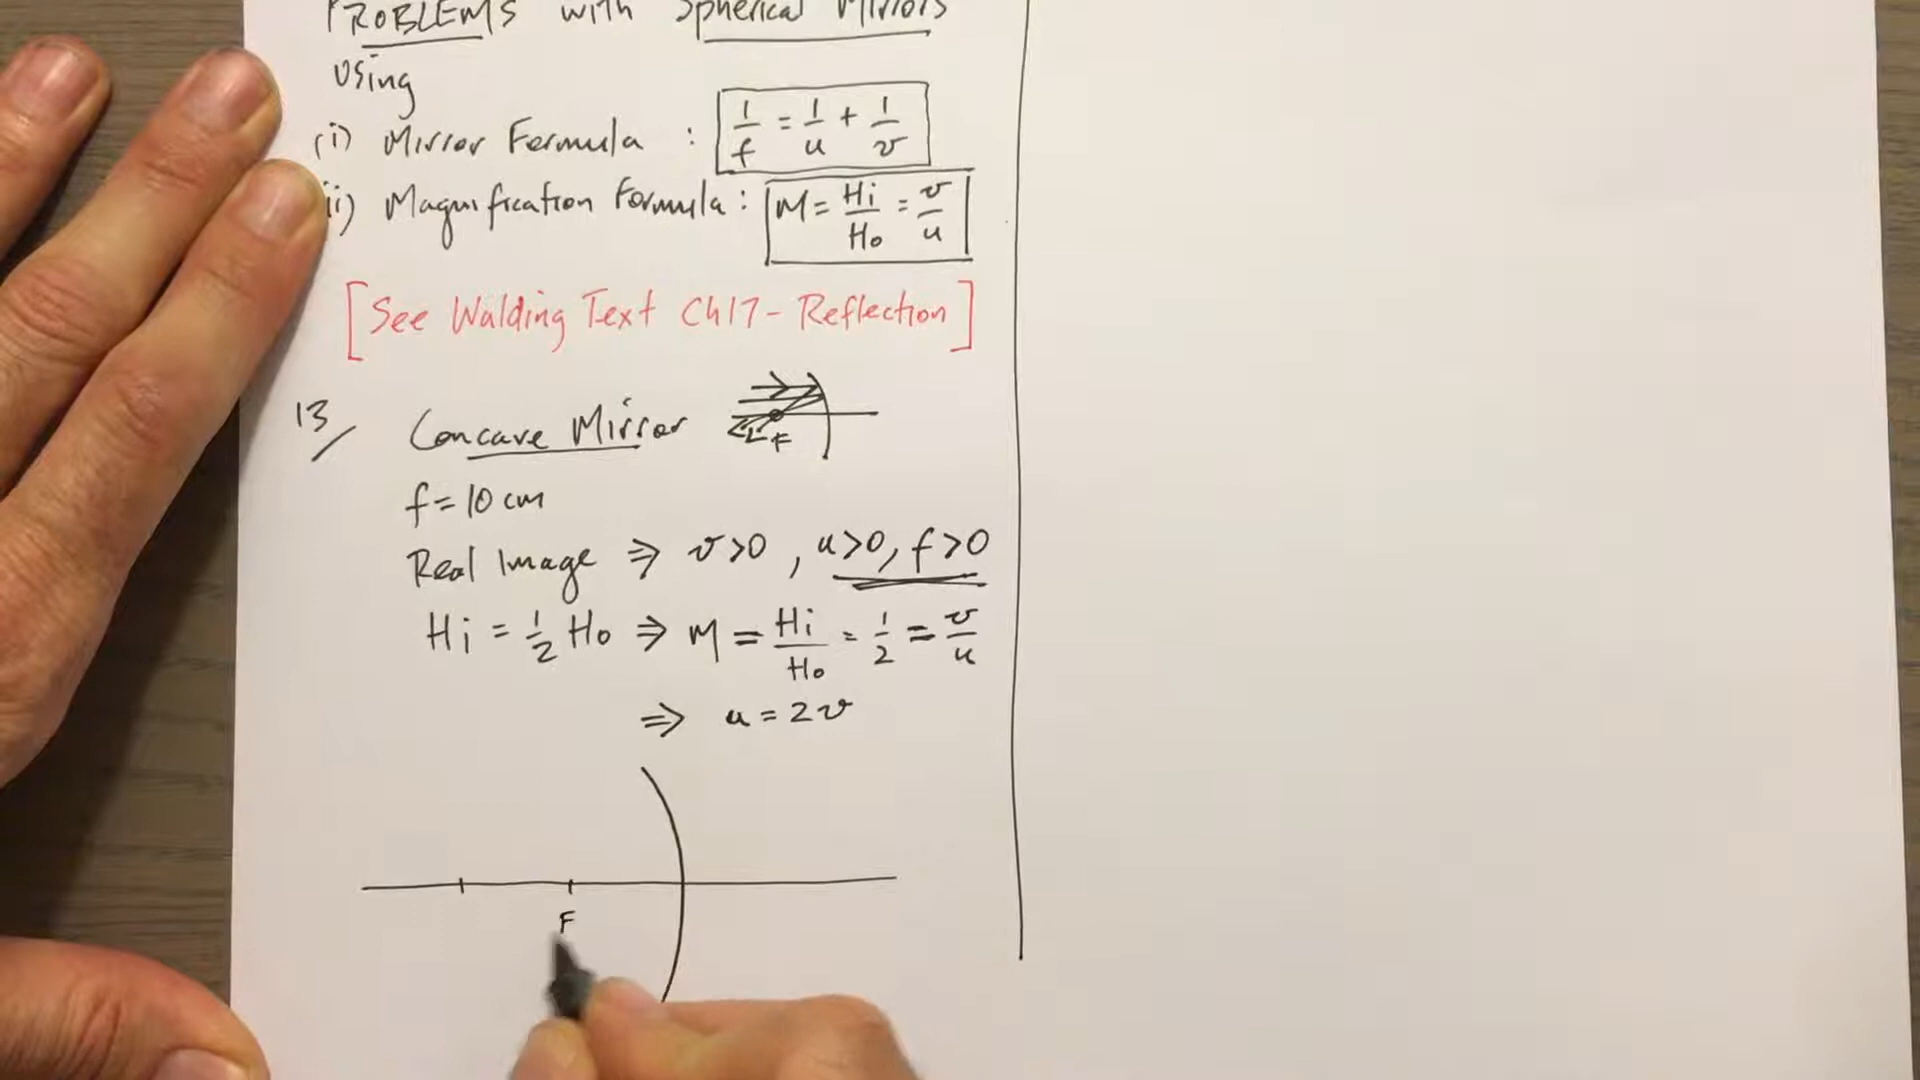 PROBLEMS with Spherical Mirrors
using
(i) Mirror Formula : 1/f = 1/u + 1/v
ii) Magnification Formula : M = Hi/Ho = v/u
[See Walding Text Ch17 - Reflection]
13/ Concave Mirror
F
f = 10 cm
Real Image ⇒ v>0 , u>0, f>0
Hi = 1/2 Ho ⇒ M = Hi/Ho = 1/2 = v/u
⇒ u = 2v
F